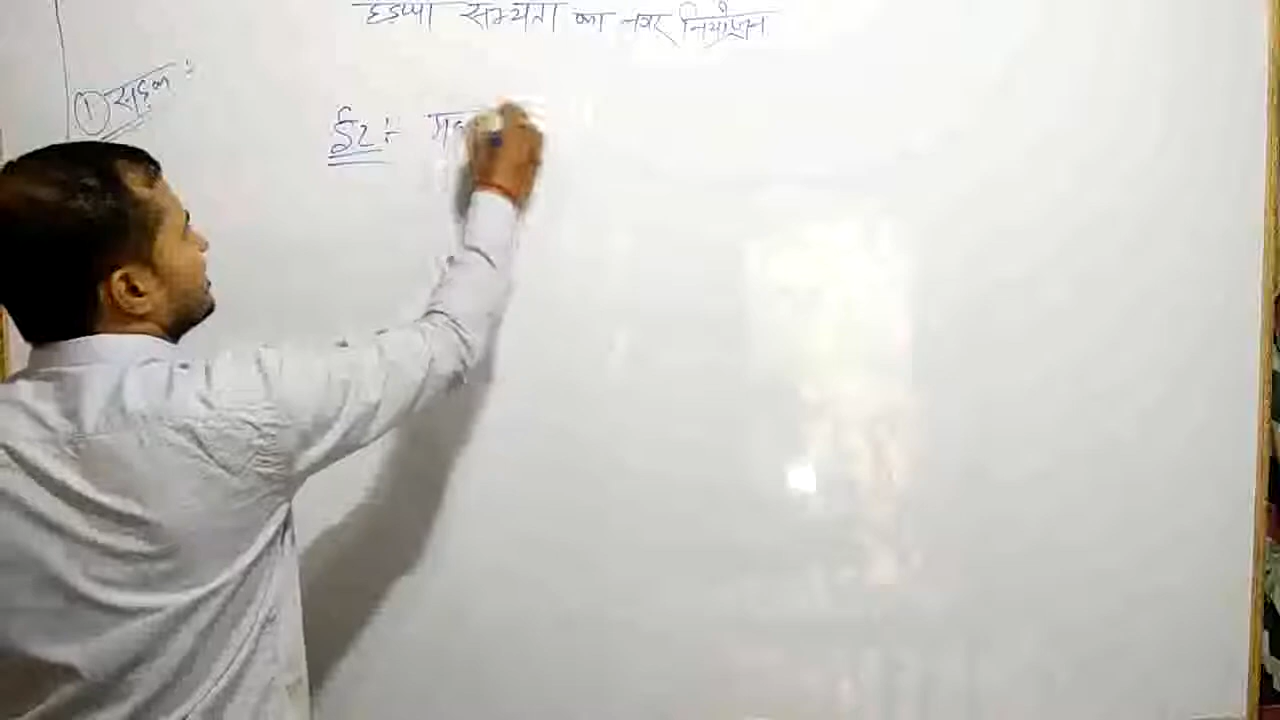 हड़प्पा सभ्यता का नगर नियोजन
① सड़क :
ईंट :-